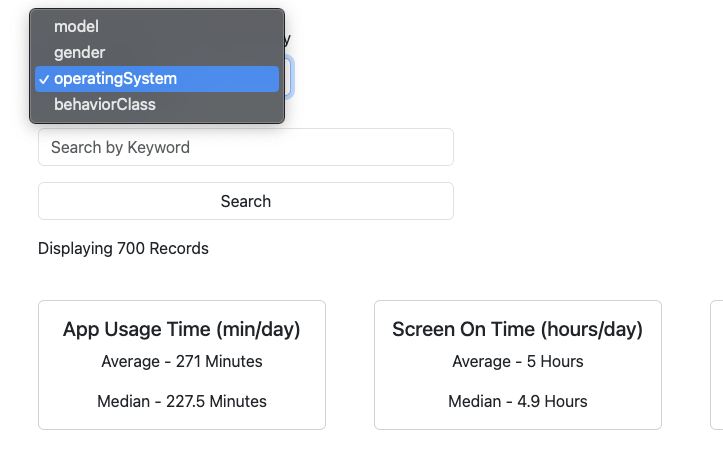 model
gender
✓ operatingSystem
behaviorClass
Search by Keyword
Search
Displaying 700 Records
App Usage Time (min/day)
Average - 271 Minutes
Median - 227.5 Minutes
Screen On Time (hours/day)
Average - 5 Hours
Median - 4.9 Hours